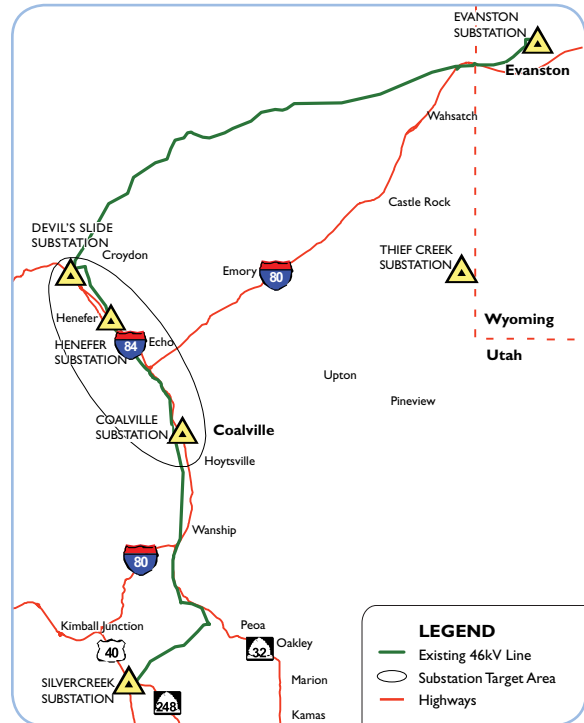 EVANSTON
SUBSTATION
Evanston
Wahsatch
Castle Rock
DEVIL'S SLIDE
SUBSTATION
Croydon
THIEF CREEK
SUBSTATION
Emory
80
Henefer
Wyoming
HENEFER
SUBSTATION
84
Echo
Utah
Upton
Pineview
COALVILLE
SUBSTATION
Coalville
Hoytsville
Wanship
80
Kimball Junction
Peoa
40
32
Oakley
SILVERCREEK
SUBSTATION
Marion
248
Kamas
LEGEND
Existing 46kV Line
Substation Target Area
Highways